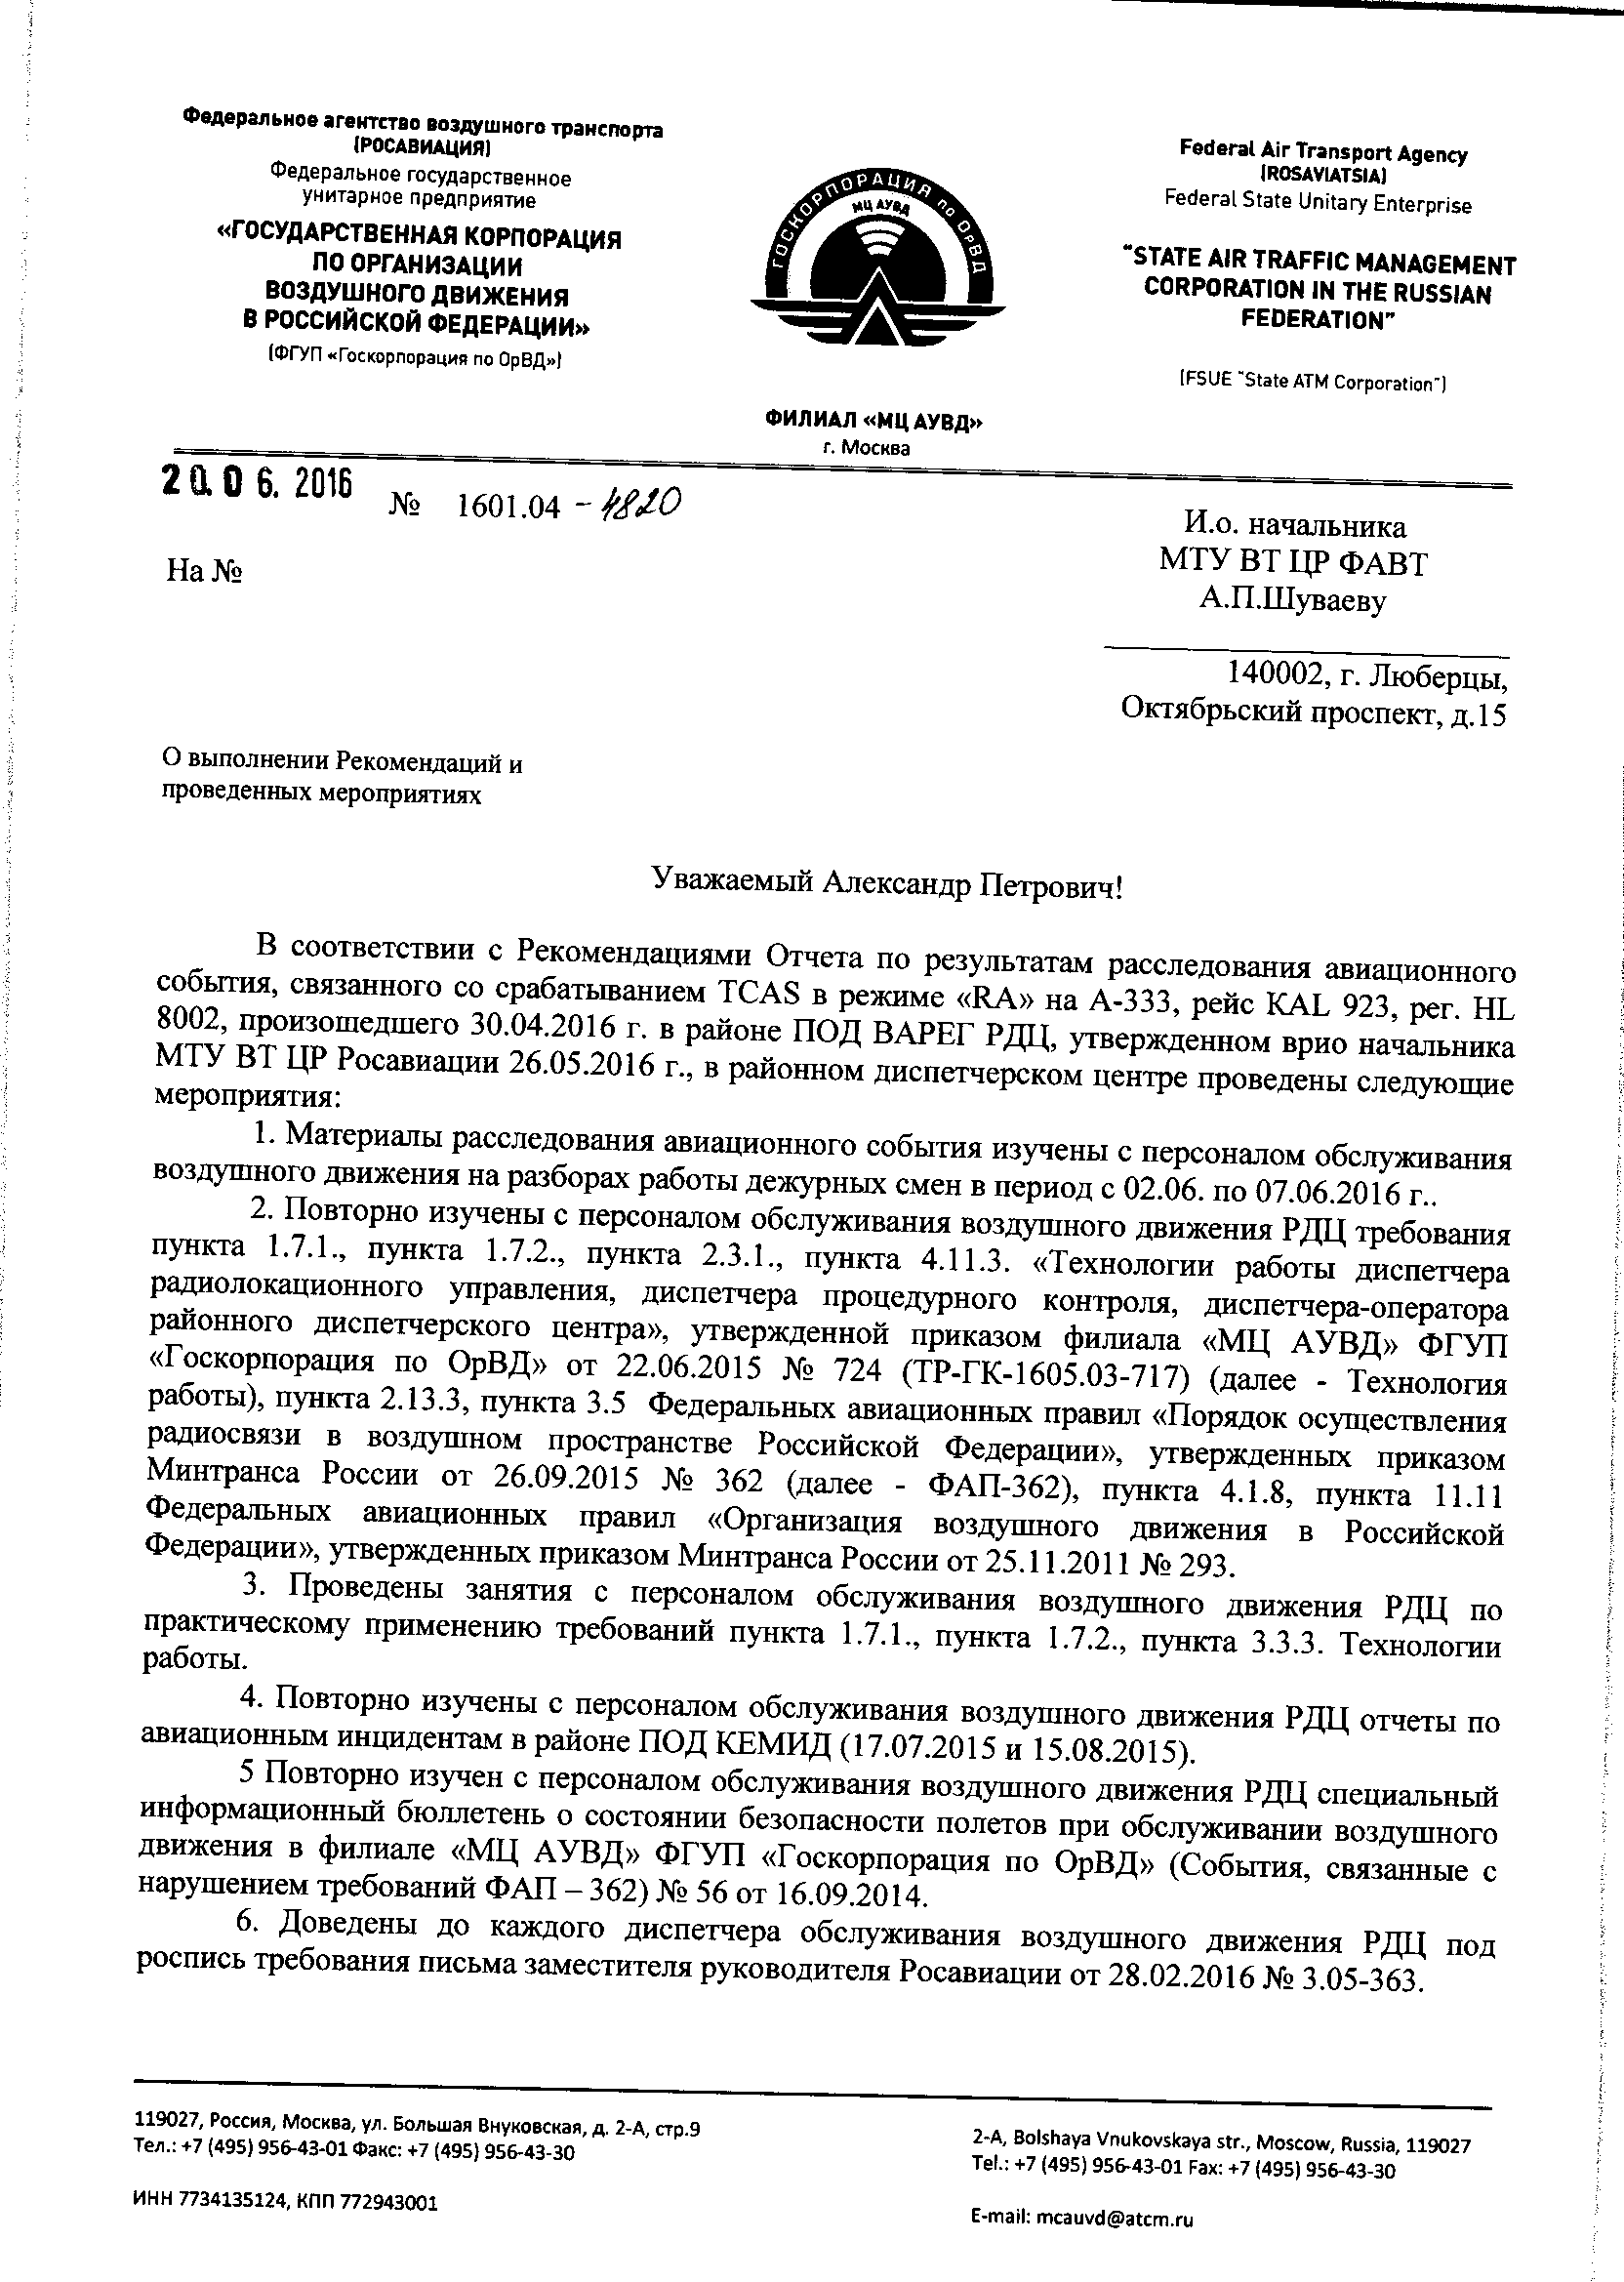 Федеральное агентство воздушного транспорта
(РОСАВИАЦИЯ)
Федеральное государственное
унитарное предприятие
«ГОСУДАРСТВЕННАЯ КОРПОРАЦИЯ
ПО ОРГАНИЗАЦИИ
ВОЗДУШНОГО ДВИЖЕНИЯ
В РОССИЙСКОЙ ФЕДЕРАЦИИ»
(ФГУП «Госкорпорация по ОрВД»)
ГОСКОРПОРАЦИЯ по ОрВД
МЦ АУВД
ФИЛИАЛ «МЦ АУВД»
г. Москва
Federal Air Transport Agency
(ROSAVIATSIA)
Federal State Unitary Enterprise
"STATE AIR TRAFFIC MANAGEMENT
CORPORATION IN THE RUSSIAN
FEDERATION"
(FSUE "State ATM Corporation")
20.06.2016 № 1601.04 - 4820
На №
И.о. начальника
МТУ ВТ ЦР ФАВТ
А.П.Шуваеву
140002, г. Люберцы,
Октябрьский проспект, д.15
О выполнении Рекомендаций и
проведенных мероприятиях
Уважаемый Александр Петрович!
В соответствии с Рекомендациями Отчета по результатам расследования авиационного
события, связанного со срабатыванием TCAS в режиме «RA» на А-333, рейс KAL 923, рег. HL
8002, произошедшего 30.04.2016 г. в районе ПОД ВАРЕГ РДЦ, утвержденном врио начальника
МТУ ВТ ЦР Росавиации 26.05.2016 г., в районном диспетчерском центре проведены следующие
мероприятия:
1. Материалы расследования авиационного события изучены с персоналом обслуживания
воздушного движения на разборах работы дежурных смен в период с 02.06. по 07.06.2016 г..
2. Повторно изучены с персоналом обслуживания воздушного движения РДЦ требования
пункта 1.7.1., пункта 1.7.2., пункта 2.3.1., пункта 4.11.3. «Технологии работы диспетчера
радиолокационного управления, диспетчера процедурного контроля, диспетчера-оператора
районного диспетчерского центра», утвержденной приказом филиала «МЦ АУВД» ФГУП
«Госкорпорация по ОрВД» от 22.06.2015 № 724 (ТР-ГК-1605.03-717) (далее - Технология
работы), пункта 2.13.3, пункта 3.5 Федеральных авиационных правил «Порядок осуществления
радиосвязи в воздушном пространстве Российской Федерации», утвержденных приказом
Минтранса России от 26.09.2015 № 362 (далее - ФАП-362), пункта 4.1.8, пункта 11.11
Федеральных авиационных правил «Организация воздушного движения в Российской
Федерации», утвержденных приказом Минтранса России от 25.11.2011 № 293.
3. Проведены занятия с персоналом обслуживания воздушного движения РДЦ по
практическому применению требований пункта 1.7.1., пункта 1.7.2., пункта 3.3.3. Технологии
работы.
4. Повторно изучены с персоналом обслуживания воздушного движения РДЦ отчеты по
авиационным инцидентам в районе ПОД КЕМИД (17.07.2015 и 15.08.2015).
5 Повторно изучен с персоналом обслуживания воздушного движения РДЦ специальный
информационный бюллетень о состоянии безопасности полетов при обслуживании воздушного
движения в филиале «МЦ АУВД» ФГУП «Госкорпорация по ОрВД» (События, связанные с
нарушением требований ФАП – 362) № 56 от 16.09.2014.
6. Доведены до каждого диспетчера обслуживания воздушного движения РДЦ под
роспись требования письма заместителя руководителя Росавиации от 28.02.2016 № 3.05-363.
119027, Россия, Москва, ул. Большая Внуковская, д. 2-А, стр.9
Тел.: +7 (495) 956-43-01 Факс: +7 (495) 956-43-30
ИНН 7734135124, КПП 772943001
2-A, Bolshaya Vnukovskaya str., Moscow, Russia, 119027
Tel.: +7 (495) 956-43-01 Fax: +7 (495) 956-43-30
E-mail: mcauvd@atcm.ru